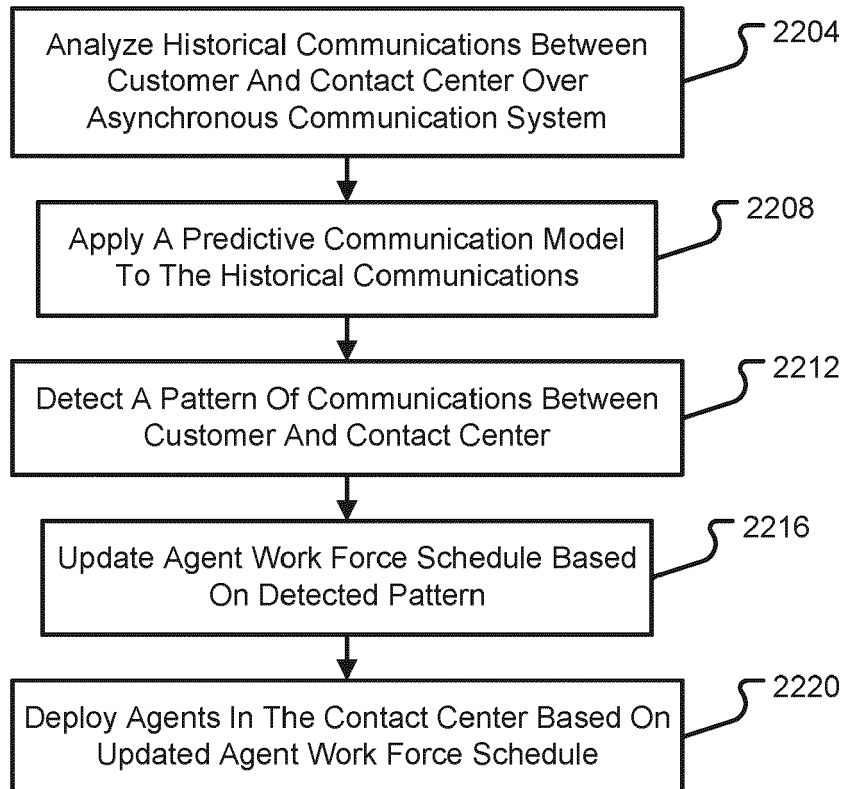 Analyze Historical Communications Between
Customer And Contact Center Over
Asynchronous Communication System
2204
Apply A Predictive Communication Model
To The Historical Communications
2208
Detect A Pattern Of Communications Between
Customer And Contact Center
2212
Update Agent Work Force Schedule Based
On Detected Pattern
2216
Deploy Agents In The Contact Center Based On
Updated Agent Work Force Schedule
2220